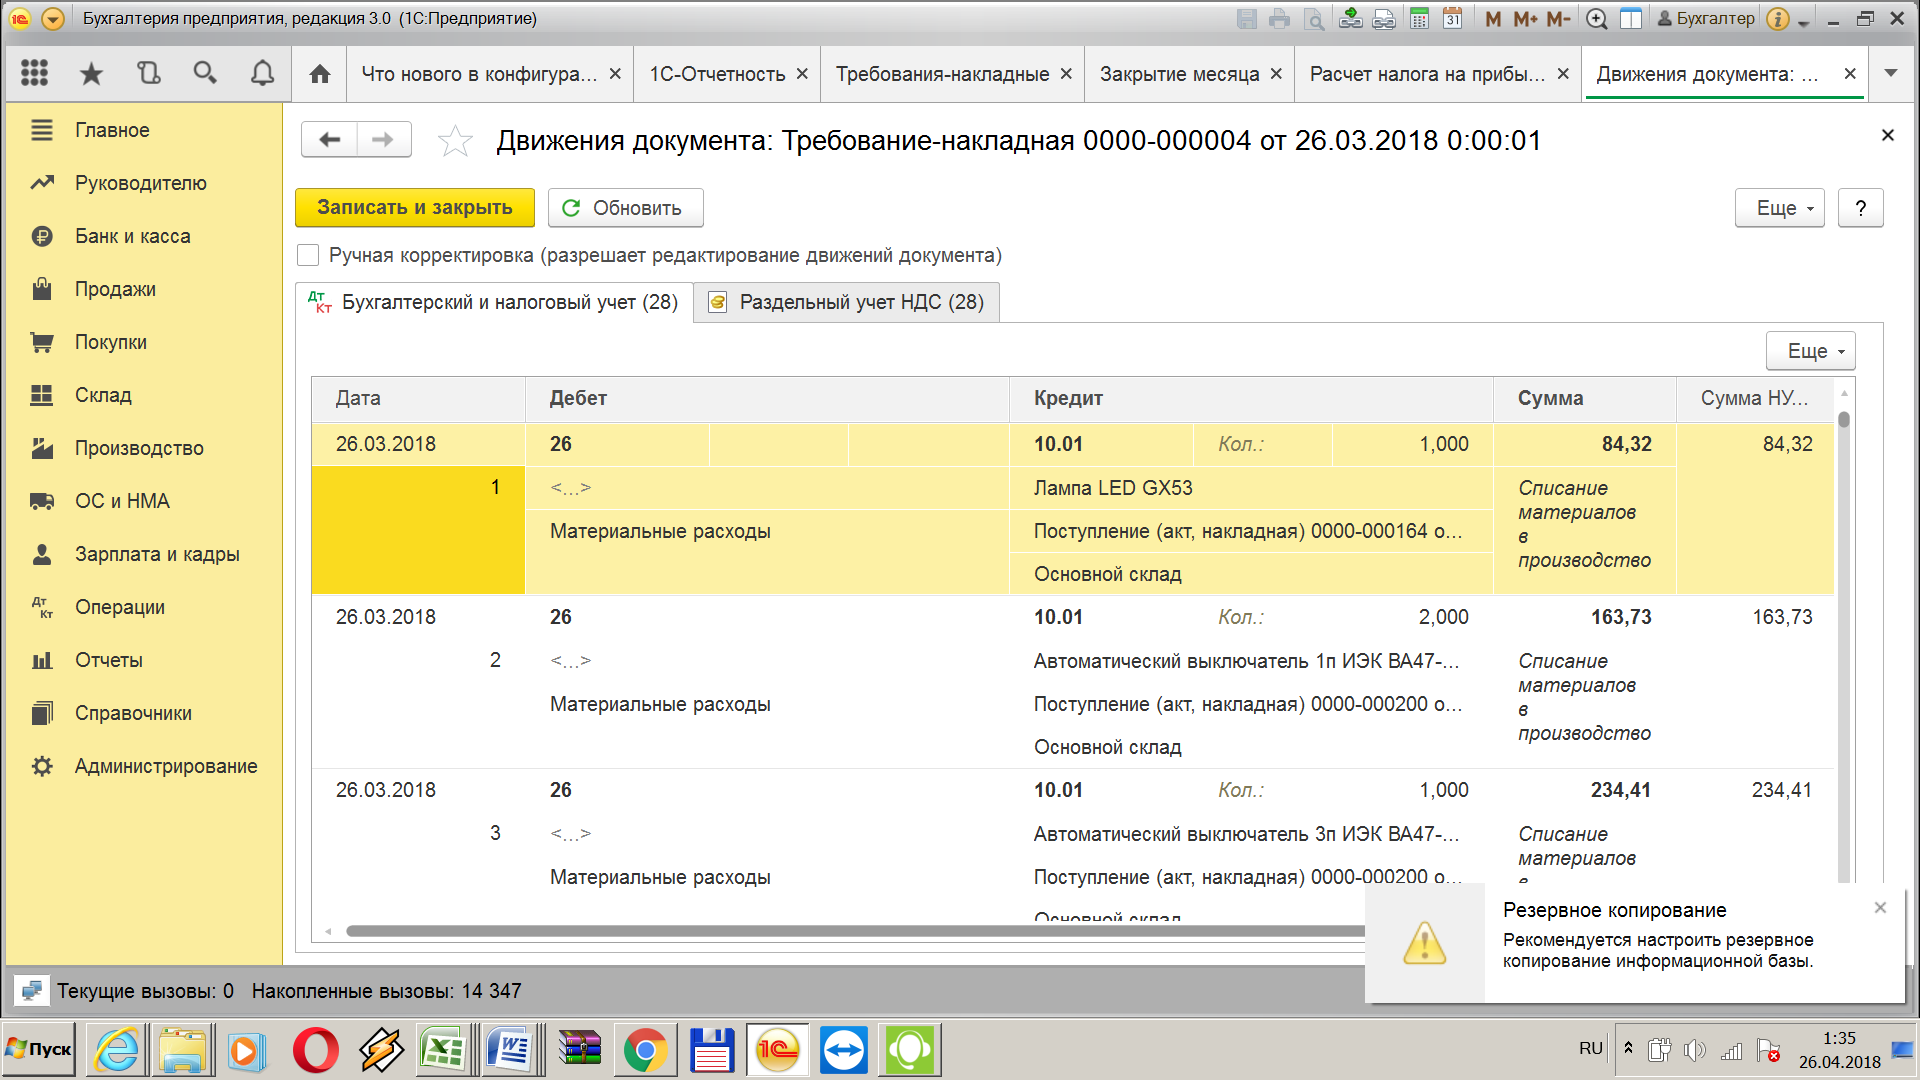 Бухгалтерия предприятия, редакция 3.0 (1С:Предприятие)
31 M M+ M- Бухгалтер
Что нового в конфигура... 1С-Отчетность Требования-накладные Закрытие месяца Расчет налога на прибы... Движения документа: ...
Главное
Руководителю
Банк и касса
Продажи
Покупки
Склад
Производство
ОС и НМА
Зарплата и кадры
Дт Кт Операции
Отчеты
Справочники
Администрирование
Движения документа: Требование-накладная 0000-000004 от 26.03.2018 0:00:01
Записать и закрыть Обновить Еще ?
Ручная корректировка (разрешает редактирование движений документа)
Дт Кт Бухгалтерский и налоговый учет (28) Раздельный учет НДС (28)
Еще
Дата Дебет Кредит Сумма Сумма НУ...
26.03.2018 26 10.01 Кол.: 1,000 84,32 84,32
1 <...> Лампа LED GX53 Списание
материалов
в
производство
Материальные расходы Поступление (акт, накладная) 0000-000164 о...
Основной склад
26.03.2018 26 10.01 Кол.: 2,000 163,73 163,73
2 <...> Автоматический выключатель 1п ИЭК ВА47-... Списание
материалов
в
производство
Материальные расходы Поступление (акт, накладная) 0000-000200 о...
Основной склад
26.03.2018 26 10.01 Кол.: 1,000 234,41 234,41
3 <...> Автоматический выключатель 3п ИЭК ВА47-... Списание
материалов
в
Материальные расходы Поступление (акт, накладная) 0000-000200 о...
Основной склад
Резервное копирование
Рекомендуется настроить резервное
копирование информационной базы.
Текущие вызовы: 0 Накопленные вызовы: 14 347
Пуск
RU
1:35
26.04.2018